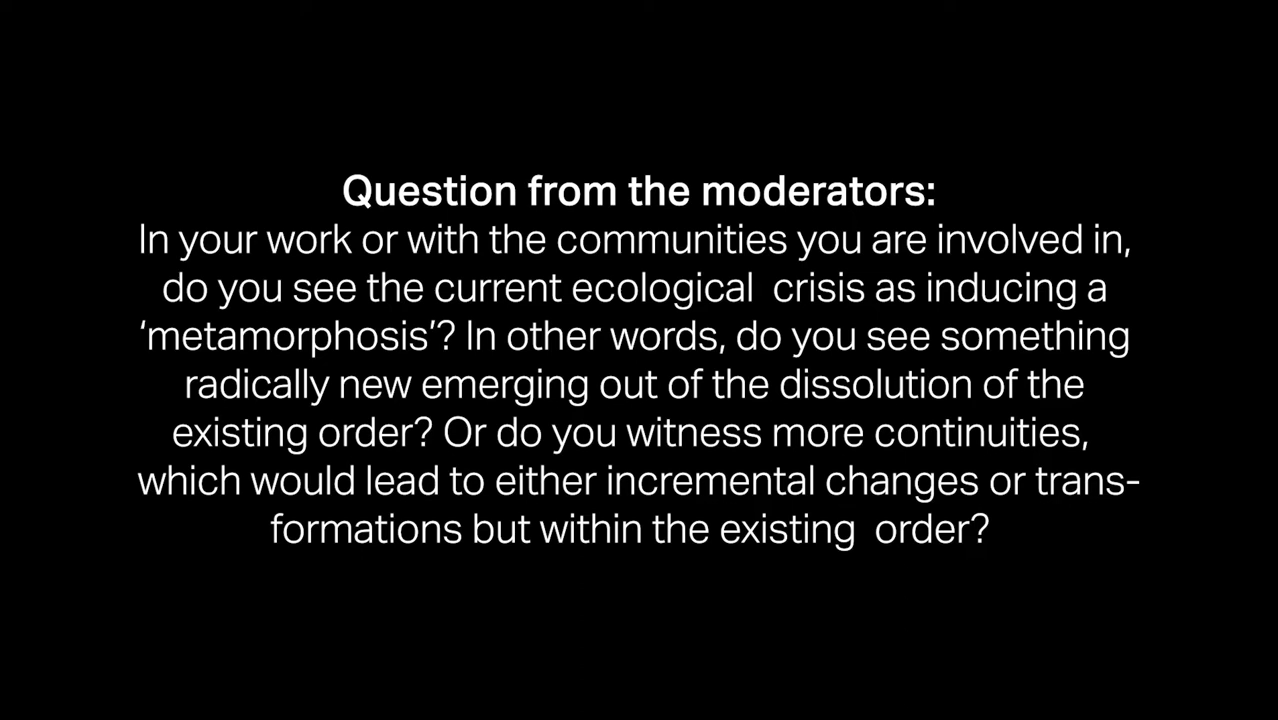 Question from the moderators:
In your work or with the communities you are involved in,
do you see the current ecological crisis as inducing a
‘metamorphosis’? In other words, do you see something
radically new emerging out of the dissolution of the
existing order? Or do you witness more continuities,
which would lead to either incremental changes or trans-
formations but within the existing order?